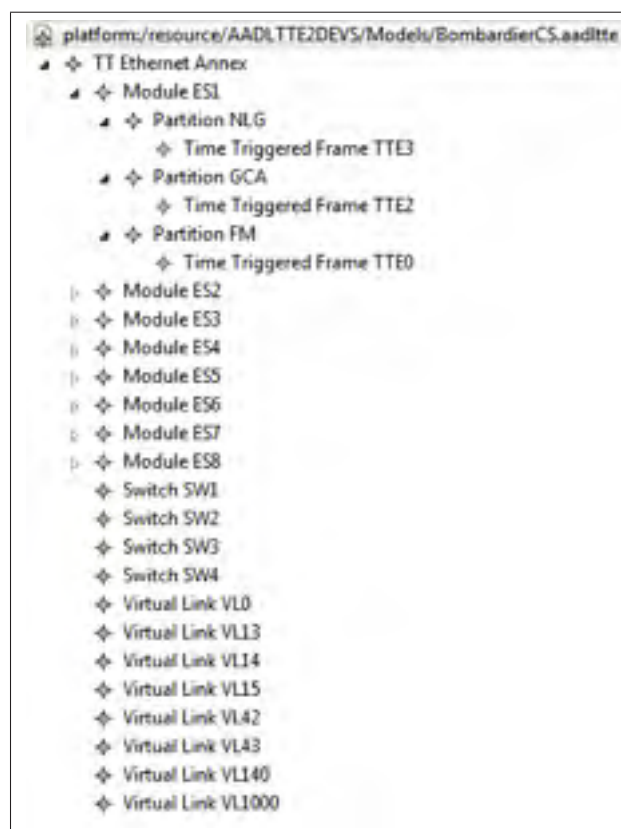 platform:/resource/AADLTTE2DEVS/Models/BombardierCS.aadltte
TT Ethernet Annex
Module ES1
Partition NLG
Time Triggered Frame TTE3
Partition GCA
Time Triggered Frame TTE2
Partition FM
Time Triggered Frame TTE0
Module ES2
Module ES3
Module ES4
Module ES5
Module ES6
Module ES7
Module ES8
Switch SW1
Switch SW2
Switch SW3
Switch SW4
Virtual Link VL0
Virtual Link VL13
Virtual Link VL14
Virtual Link VL15
Virtual Link VL42
Virtual Link VL43
Virtual Link VL140
Virtual Link VL1000